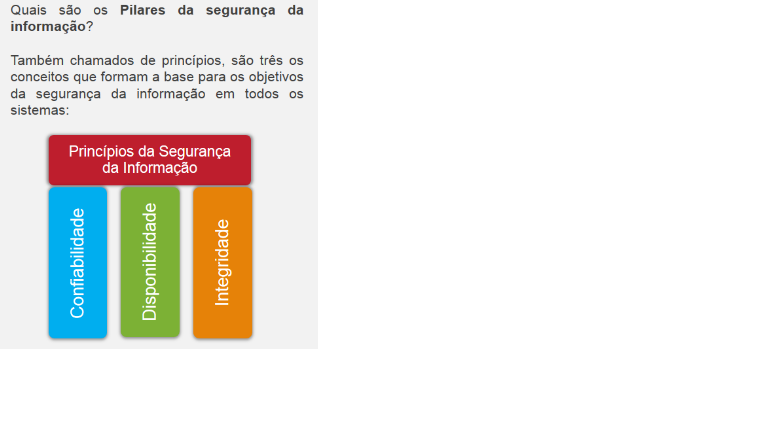 Quais são os Pilares da segurança da
informação?
Também chamados de princípios, são três os
conceitos que formam a base para os objetivos
da segurança da informação em todos os
sistemas:
Princípios da Segurança
da Informação
Confiabilidade
Disponibilidade
Integridade